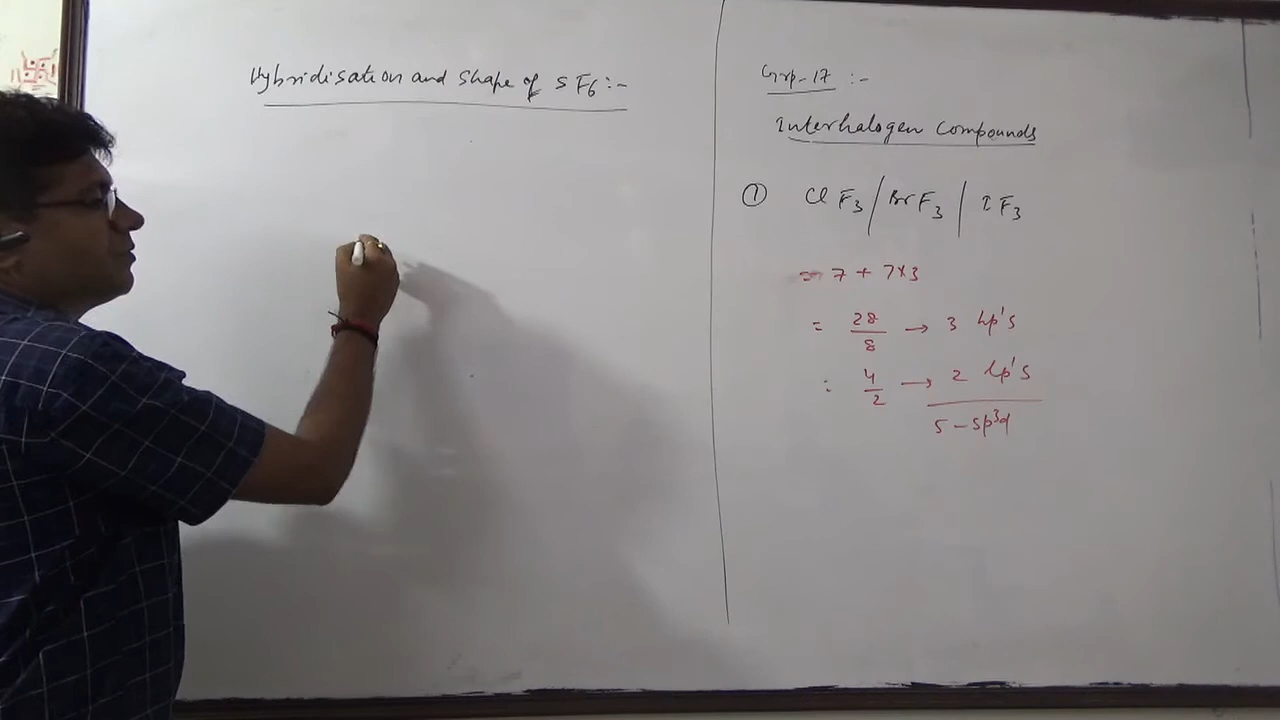 Hybridisation and Shape of SF6:-
Grp-17 :-
Interhalogen Compounds
① ClF3 / BrF3 / IF3
= 7 + 7×3
= 28/8 → 3 hp's
= 4/2 → 2 lp's
5 - sp³d